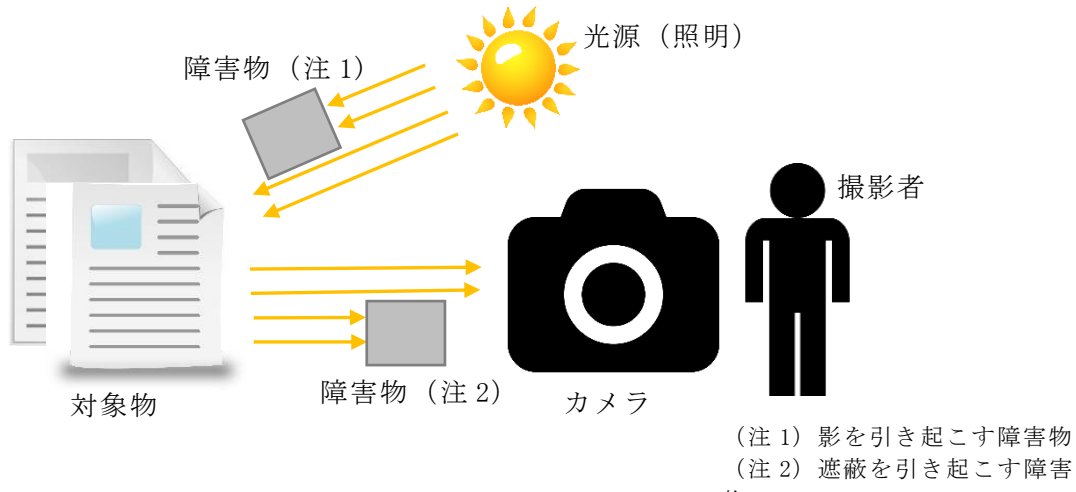 光源（照明）
障害物（注 1）
撮影者
障害物（注 2）
対象物
カメラ
（注 1）影を引き起こす障害物
（注 2）遮蔽を引き起こす障害